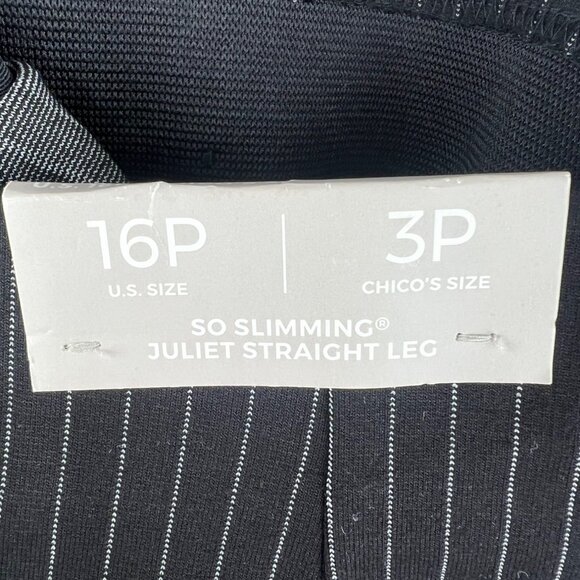 16P 3P
U.S. SIZE CHICO'S SIZE
SO SLIMMING®
JULIET STRAIGHT LEG